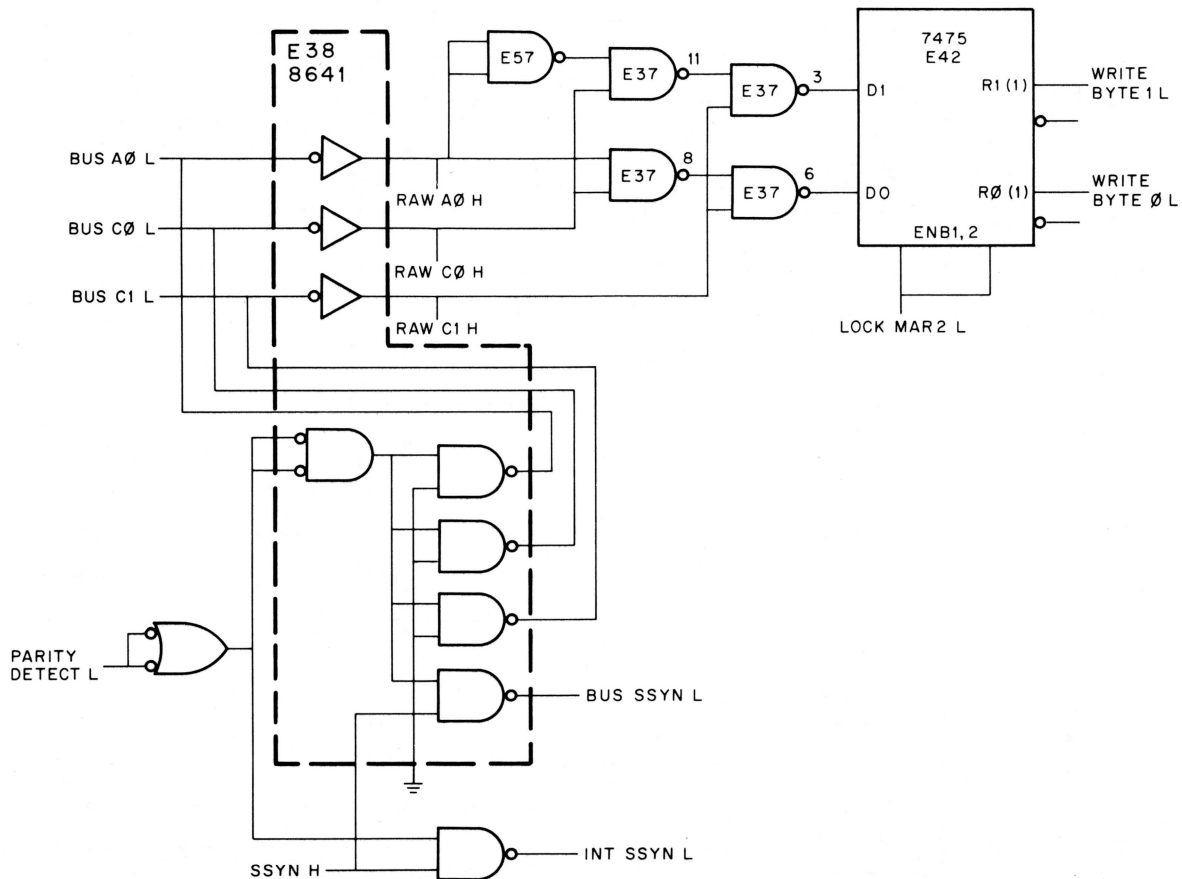 E38
8641
E57
E37
11
E37
3
E37
8
E37
6
7475
E42
D1
R1(1)
D0
RØ(1)
ENB1,2
WRITE
BYTE 1 L
WRITE
BYTE Ø L
LOCK MAR2 L
BUS AØ L
RAW AØ H
BUS CØ L
RAW CØ H
BUS C1 L
RAW C1 H
PARITY
DETECT L
BUS SSYN L
SSYN H
INT SSYN L